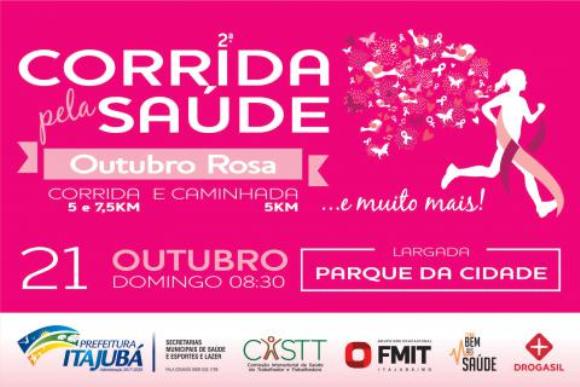 2ª
CORRIDA
pela SAÚDE
Outubro Rosa
CORRIDA E CAMINHADA
5 e 7,5KM 5KM
...e muito mais!
21 OUTUBRO
DOMINGO 08:30
LARGADA
PARQUE DA CIDADE
PREFEITURA
ITAJUBÁ
SECRETARIAS
MUNICIPAIS DE SAÚDE
E ESPORTES E LAZER
CISTT
Comissão Intersetorial de Saúde
do Trabalhador e Trabalhadora
FMIT
ITAJUBA/MG
BEM
SAÚDE
DROGASIL